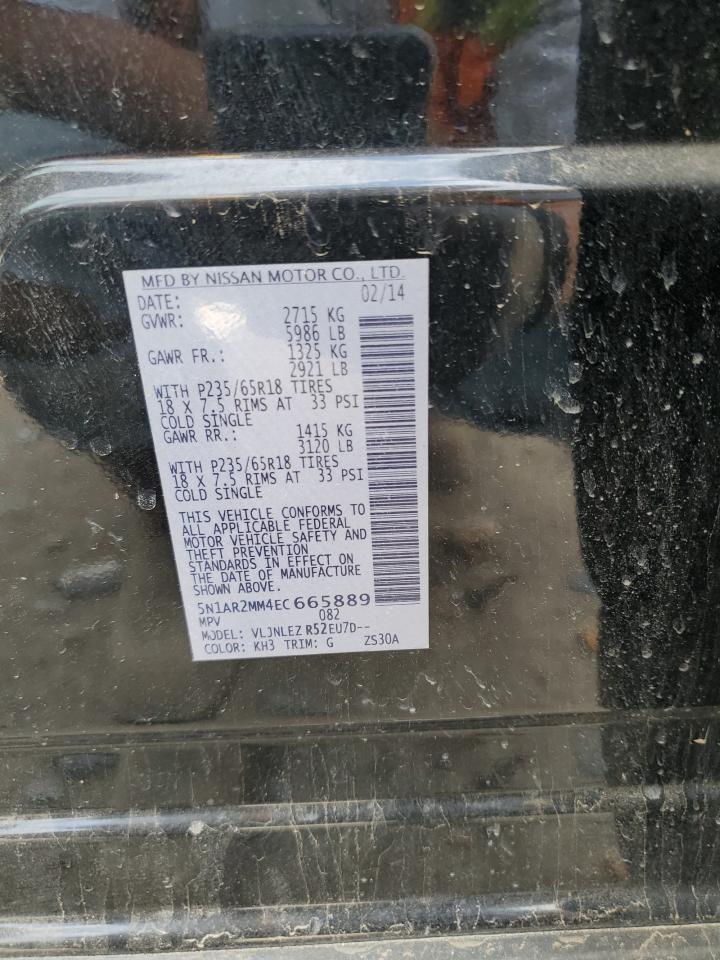 MFD BY NISSAN MOTOR CO., LTD.
DATE: 02/14
GVWR: 2715 KG
5986 LB
GAWR FR.: 1325 KG
2921 LB
WITH P235/65R18 TIRES
18 X 7.5 RIMS AT 33 PSI
COLD SINGLE
GAWR RR.: 1415 KG
3120 LB
WITH P235/65R18 TIRES
18 X 7.5 RIMS AT 33 PSI
COLD SINGLE
THIS VEHICLE CONFORMS TO
ALL APPLICABLE FEDERAL
MOTOR VEHICLE SAFETY AND
THEFT PREVENTION
STANDARDS IN EFFECT ON
THE DATE OF MANUFACTURE
SHOWN ABOVE.
5N1AR2MM4EC665889
MPV 082
MODEL: VLJNLEZ R52EU7D--
COLOR: KH3 TRIM: G ZS30A